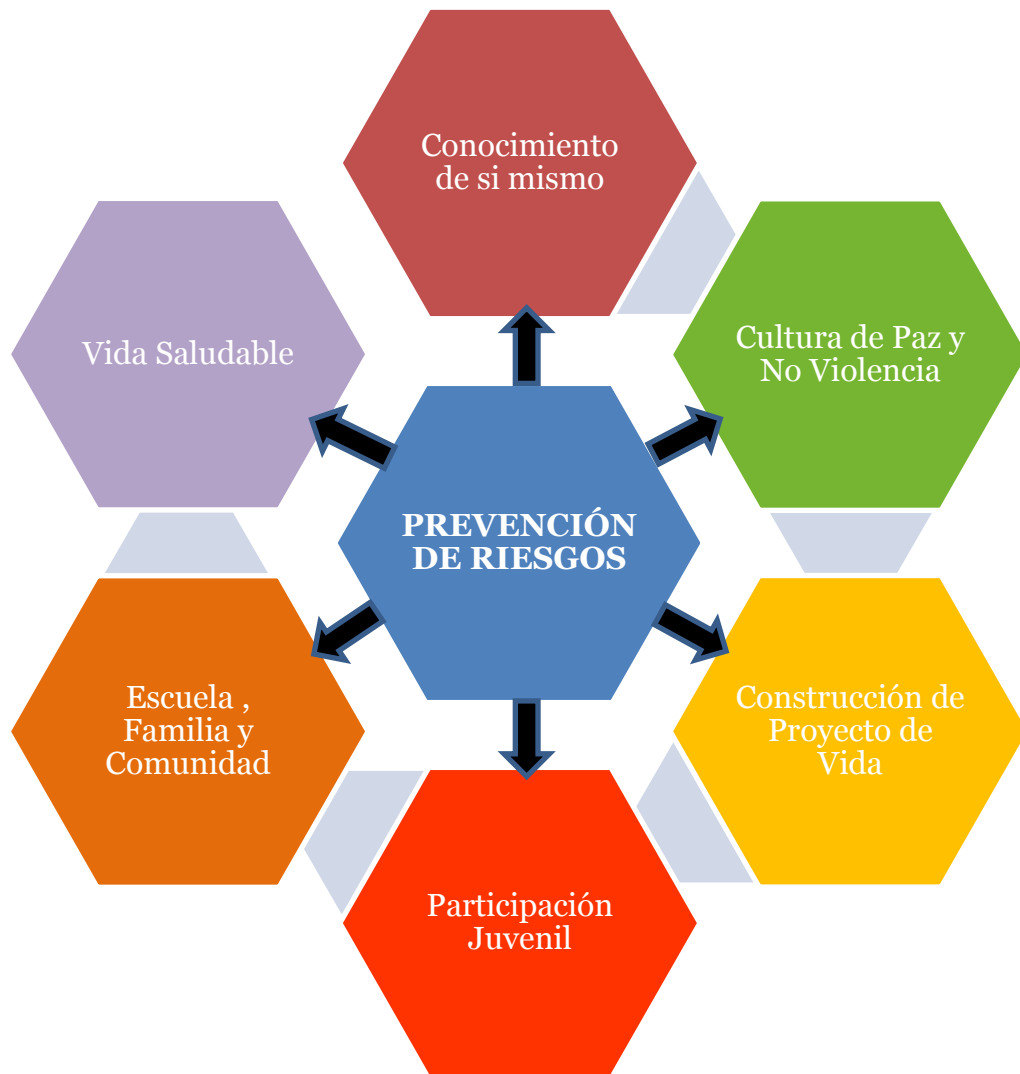 Conocimiento
de si mismo
Vida Saludable
Cultura de Paz y
No Violencia
PREVENCIÓN
DE RIESGOS
Escuela ,
Familia y
Comunidad
Construcción de
Proyecto de
Vida
Participación
Juvenil